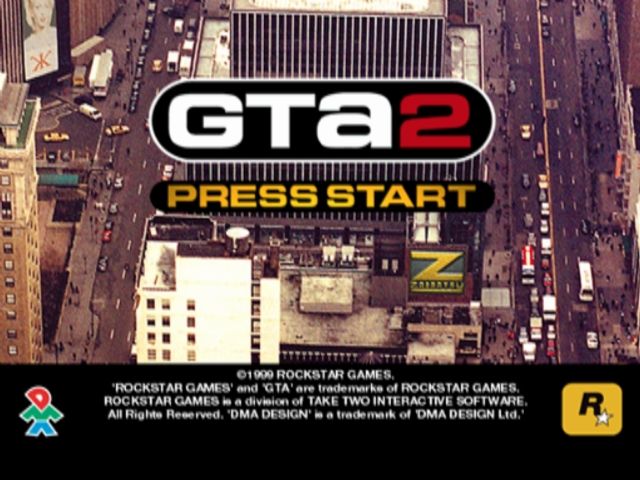 GTA2
PRESS START
Z
ZAIBATSU
©1999 ROCKSTAR GAMES.
'ROCKSTAR GAMES' and 'GTA' are trademarks of ROCKSTAR GAMES.
ROCKSTAR GAMES is a division of TAKE TWO INTERACTIVE SOFTWARE.
All Rights Reserved. 'DMA DESIGN' is a trademark of 'DMA DESIGN Ltd.'
R